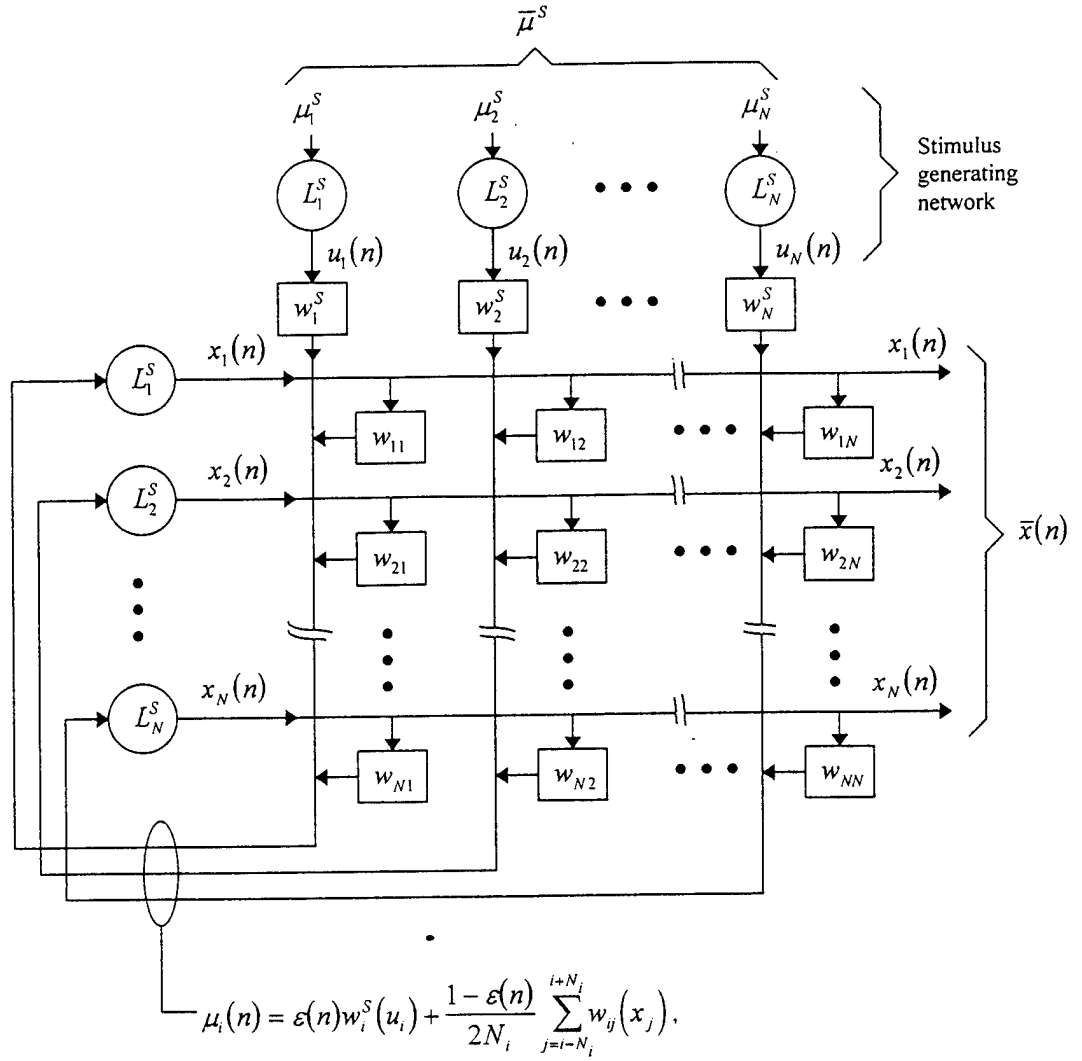 μ̄^S
μ_1^S μ_2^S μ_N^S
Stimulus
generating
network
L_1^S L_2^S • • • L_N^S
u_1(n) u_2(n) u_N(n)
w_1^S w_2^S • • • w_N^S
L_1^S x_1(n) x_1(n)
w_11 w_12 • • • w_1N
L_2^S x_2(n) x_2(n)
x̄(n)
w_21 w_22 • • • w_2N
L_N^S x_N(n) x_N(n)
w_N1 w_N2 • • • w_NN
μ_i(n) = ε(n)w_i^S(u_i) + \frac{1-ε(n)}{2N_i} \sum_{j=i-N_i}^{i+N_i} w_ij(x_j),